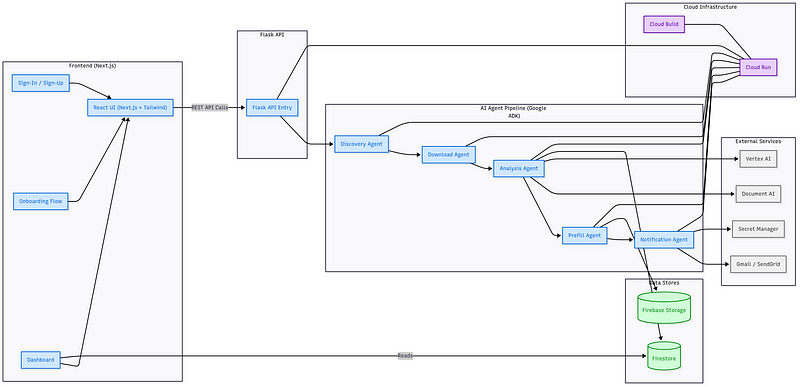 Cloud Infrastructure
Cloud Build
Cloud Run
Flask API
Flask API Entry
Frontend (Next.js)
Sign-In / Sign-Up
React UI (Next.js + Tailwind)
REST API Calls
Onboarding Flow
Dashboard
Reads
AI Agent Pipeline (Google
ADK)
Discovery Agent
Download Agent
Analysis Agent
Prefill Agent
Notification Agent
External Services
Vertex AI
Document AI
Secret Manager
Gmail / SendGrid
Data Stores
Firebase Storage
Firestore